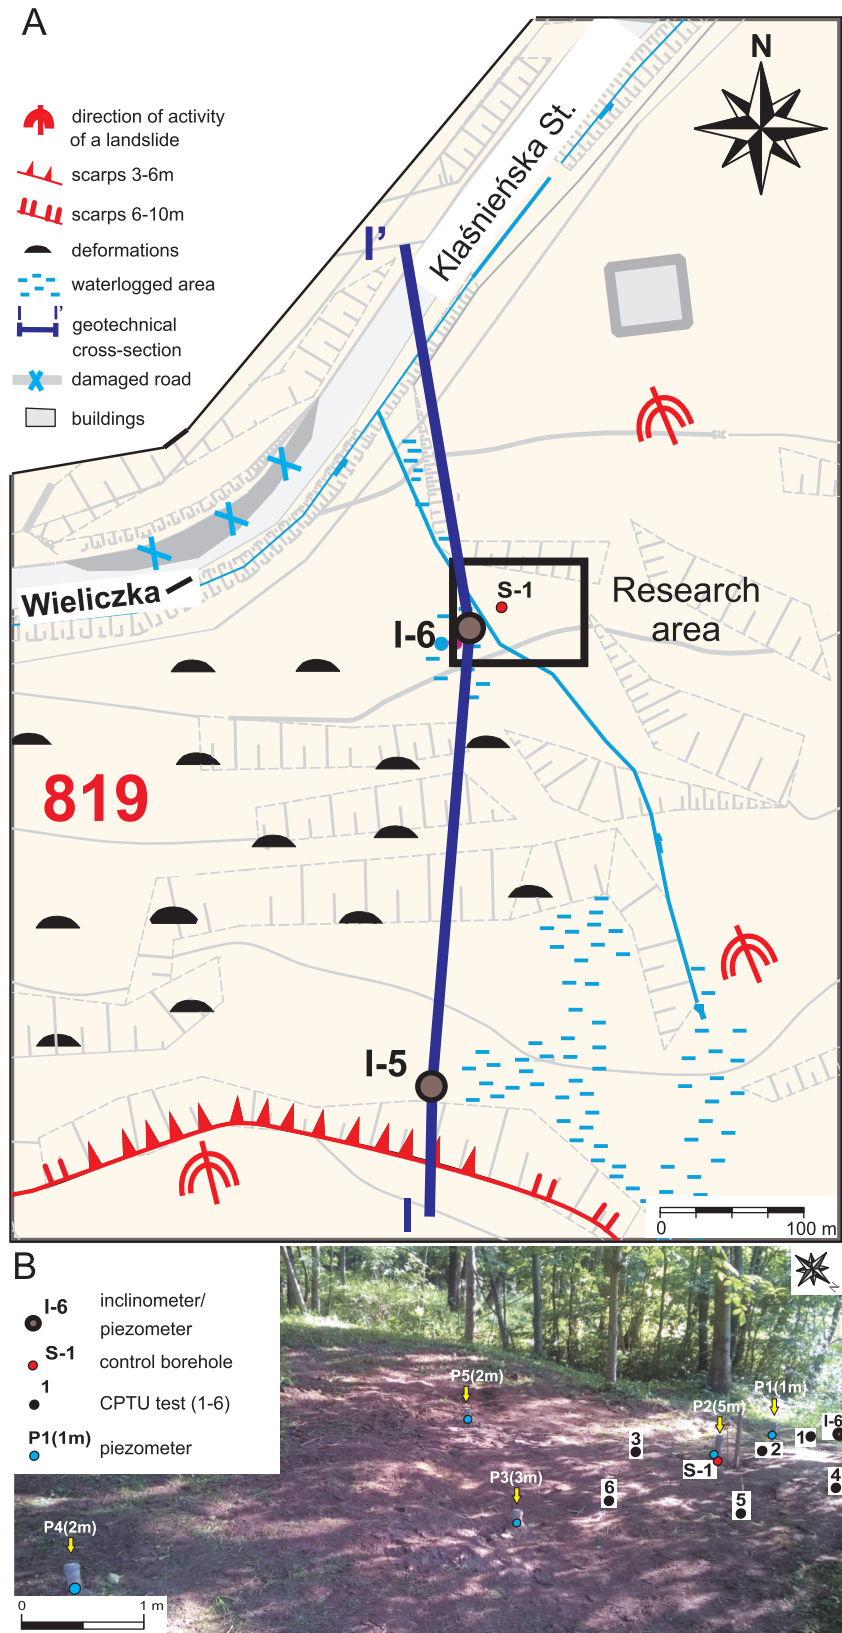 A
N
direction of activity
of a landslide
scarps 3-6m
scarps 6-10m
deformations
waterlogged area
I I'
geotechnical
cross-section
damaged road
buildings
Klaśnieńska St.
I'
Wieliczka
S-1
Research
area
I-6
819
I-5
I
0 100 m
B
I-6
inclinometer/
piezometer
S-1
control borehole
1
CPTU test (1-6)
P1(1m)
piezometer
N
P5(2m)
P1(1m)
P2(5m)
I-6
1
2
3
S-1
4
P3(3m)
6
5
P4(2m)
0 1 m